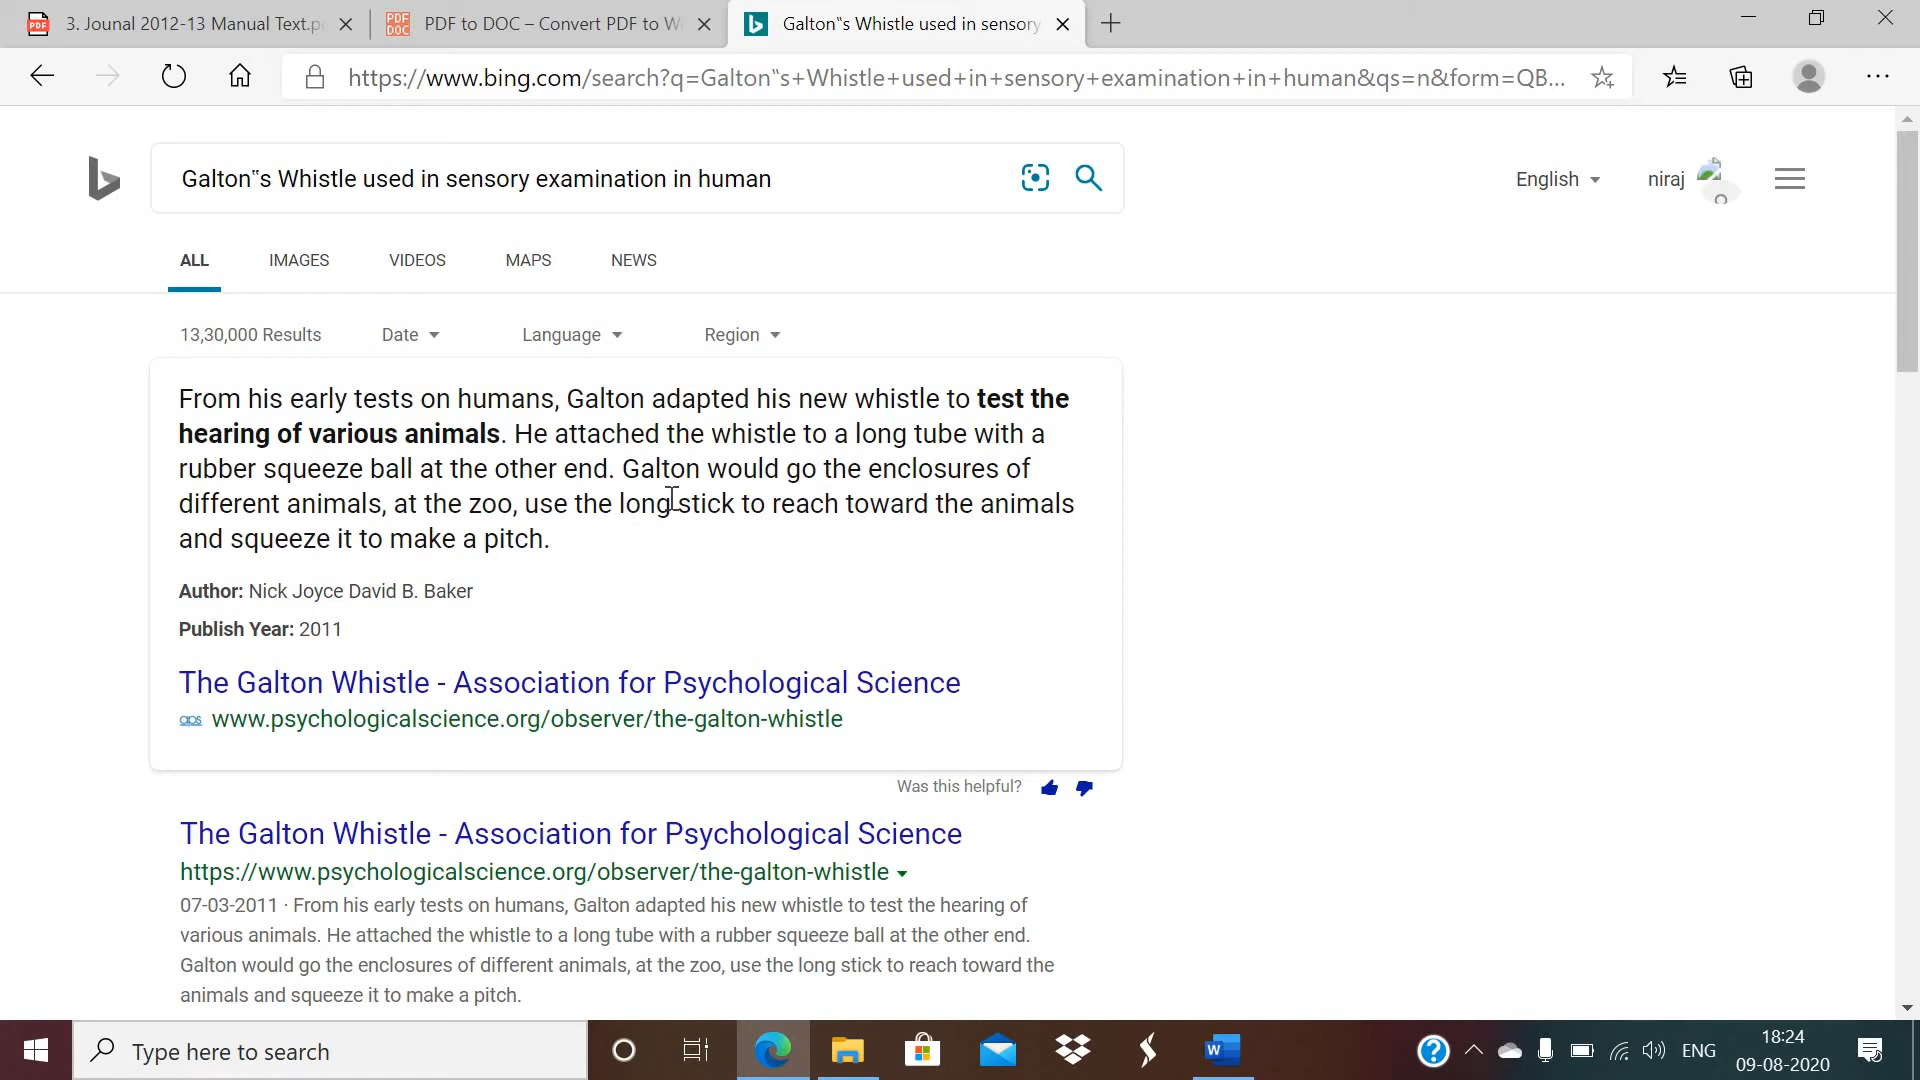 3. Jounal 2012-13 Manual Text.p
PDF to DOC – Convert PDF to W
Galton‟s Whistle used in sensory
https://www.bing.com/search?q=Galton‟s+Whistle+used+in+sensory+examination+in+human&qs=n&form=QB...
Galton‟s Whistle used in sensory examination in human
English
niraj
ALL IMAGES VIDEOS MAPS NEWS
13,30,000 Results Date Language Region
From his early tests on humans, Galton adapted his new whistle to test the
hearing of various animals. He attached the whistle to a long tube with a
rubber squeeze ball at the other end. Galton would go the enclosures of
different animals, at the zoo, use the long stick to reach toward the animals
and squeeze it to make a pitch.
Author: Nick Joyce David B. Baker
Publish Year: 2011
The Galton Whistle - Association for Psychological Science
aps www.psychologicalscience.org/observer/the-galton-whistle
Was this helpful?
The Galton Whistle - Association for Psychological Science
https://www.psychologicalscience.org/observer/the-galton-whistle
07-03-2011 · From his early tests on humans, Galton adapted his new whistle to test the hearing of
various animals. He attached the whistle to a long tube with a rubber squeeze ball at the other end.
Galton would go the enclosures of different animals, at the zoo, use the long stick to reach toward the
animals and squeeze it to make a pitch.
Type here to search
ENG
18:24
09-08-2020